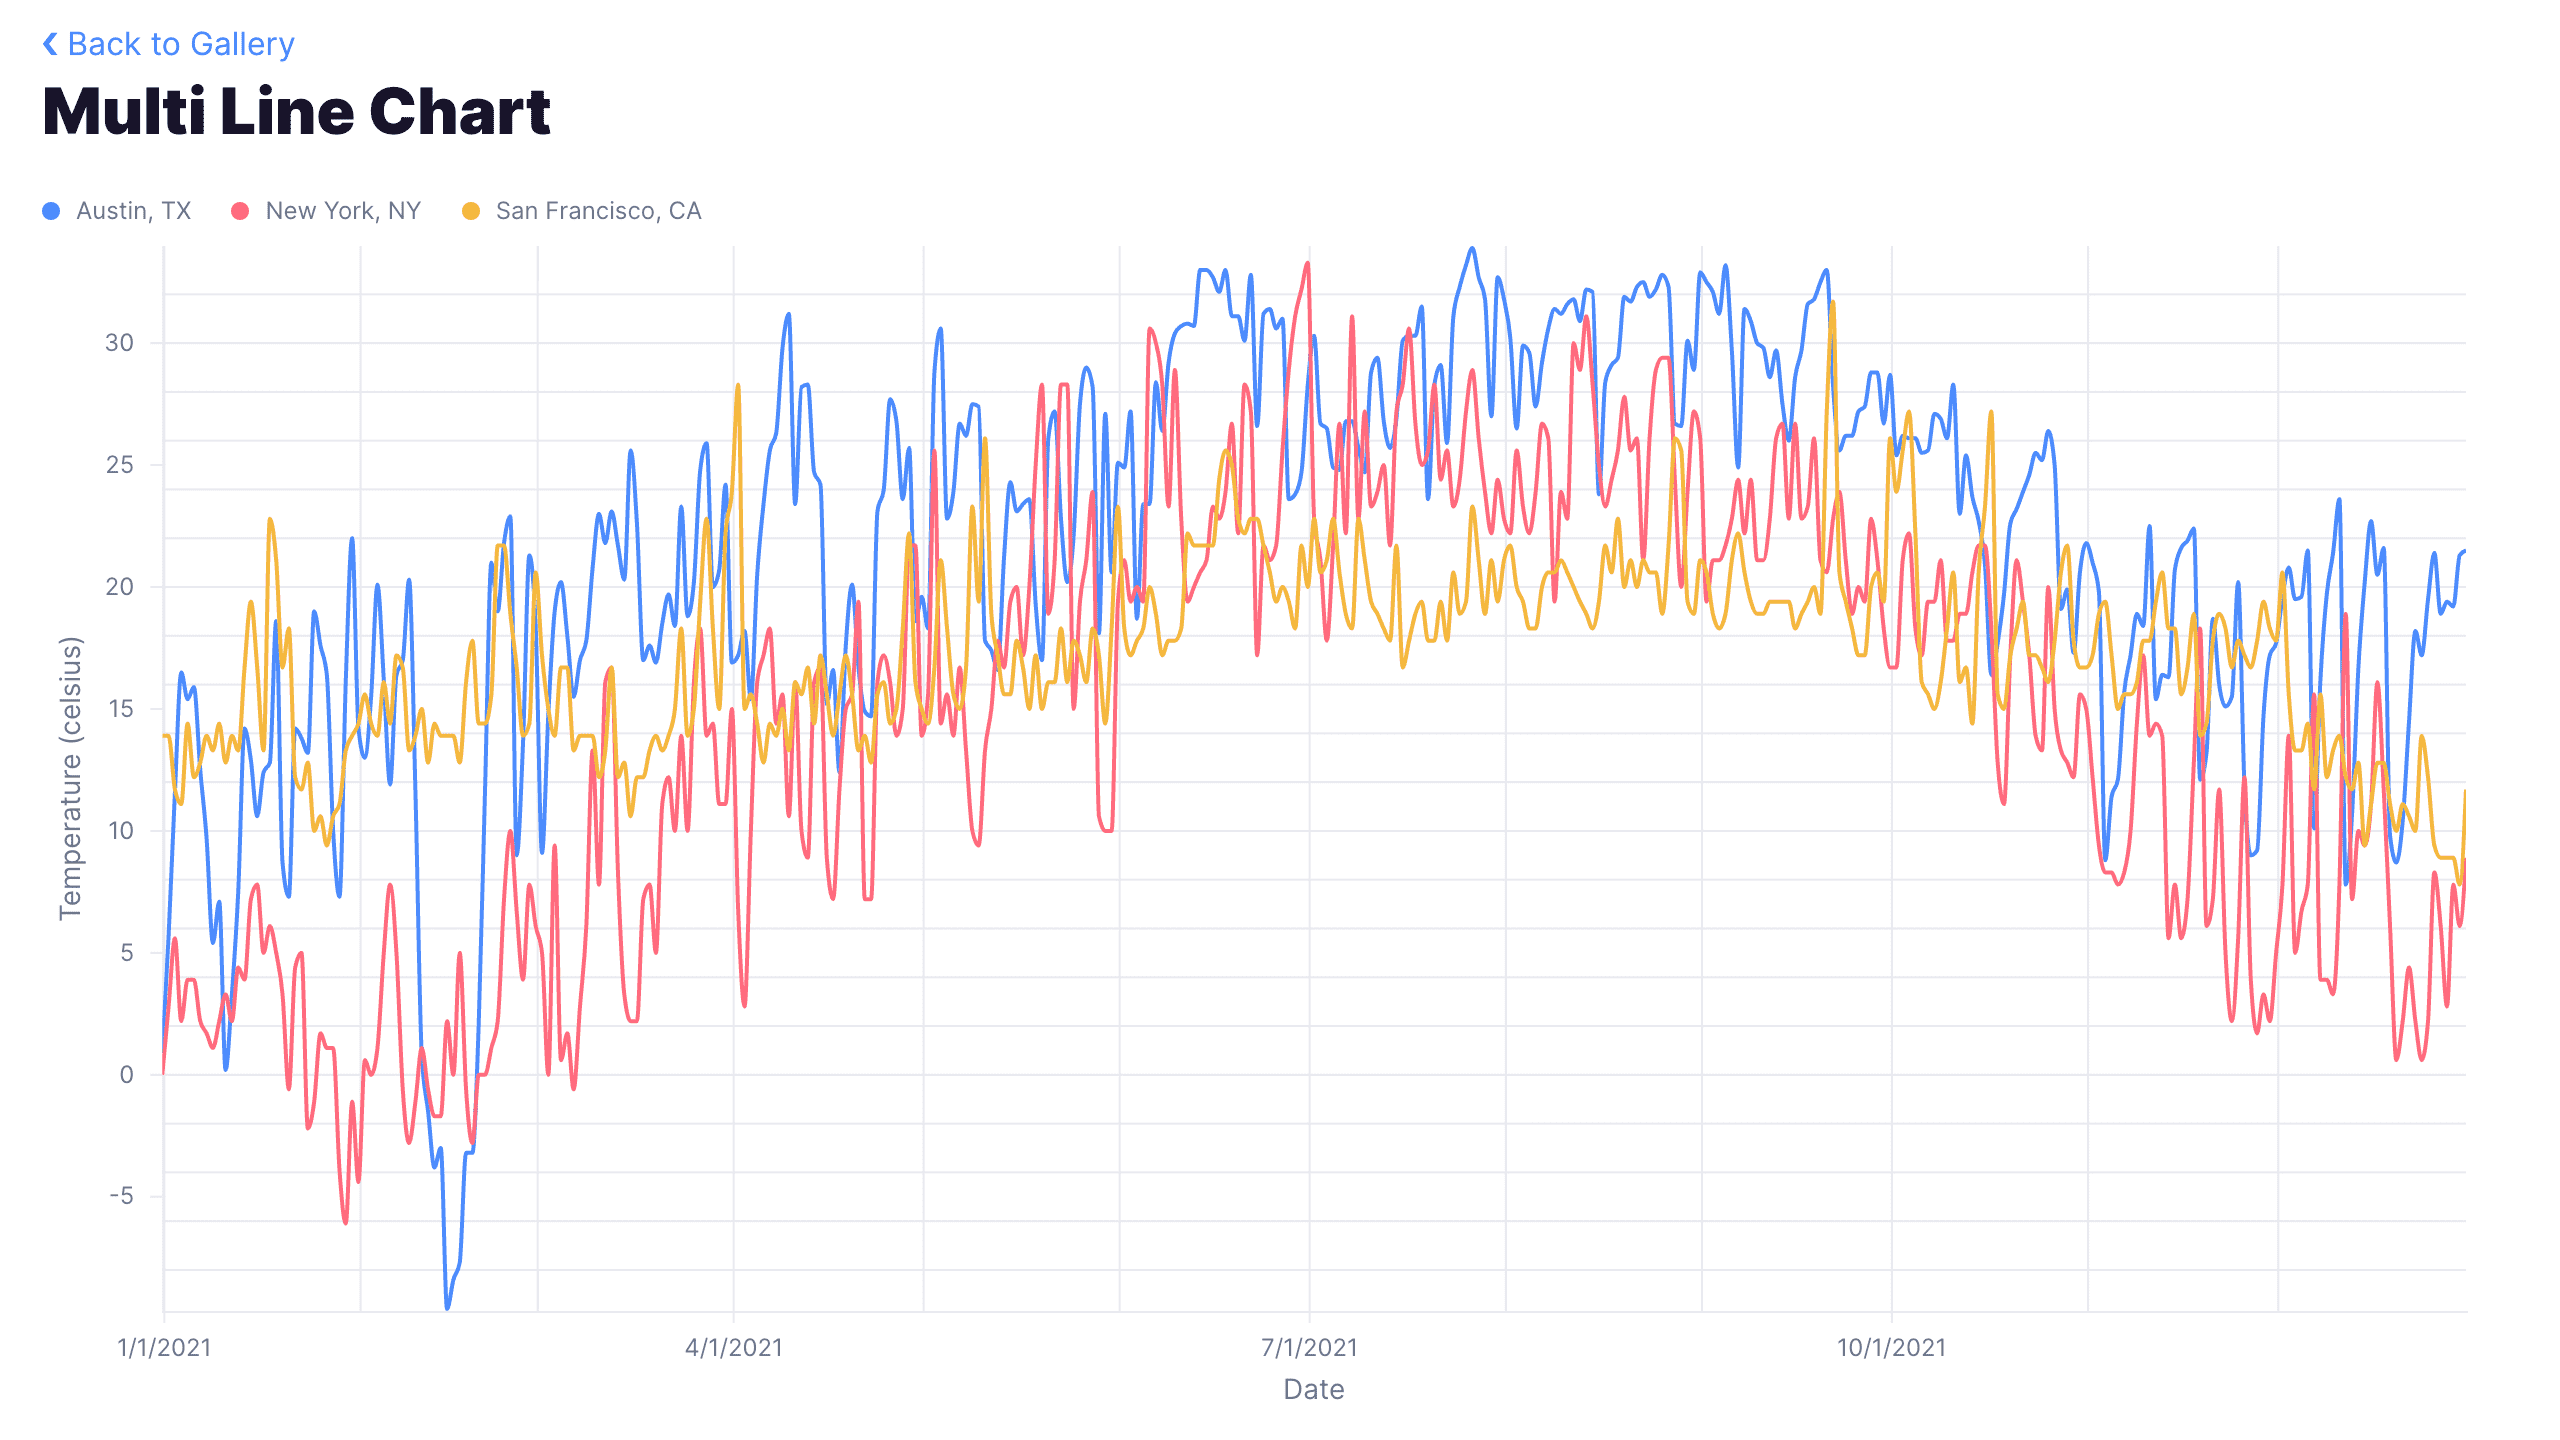 ‹ Back to Gallery
Multi Line Chart
Austin, TX New York, NY San Francisco, CA
Temperature (celsius)
30
25
20
15
10
5
0
-5
1/1/2021 4/1/2021 7/1/2021 10/1/2021
Date